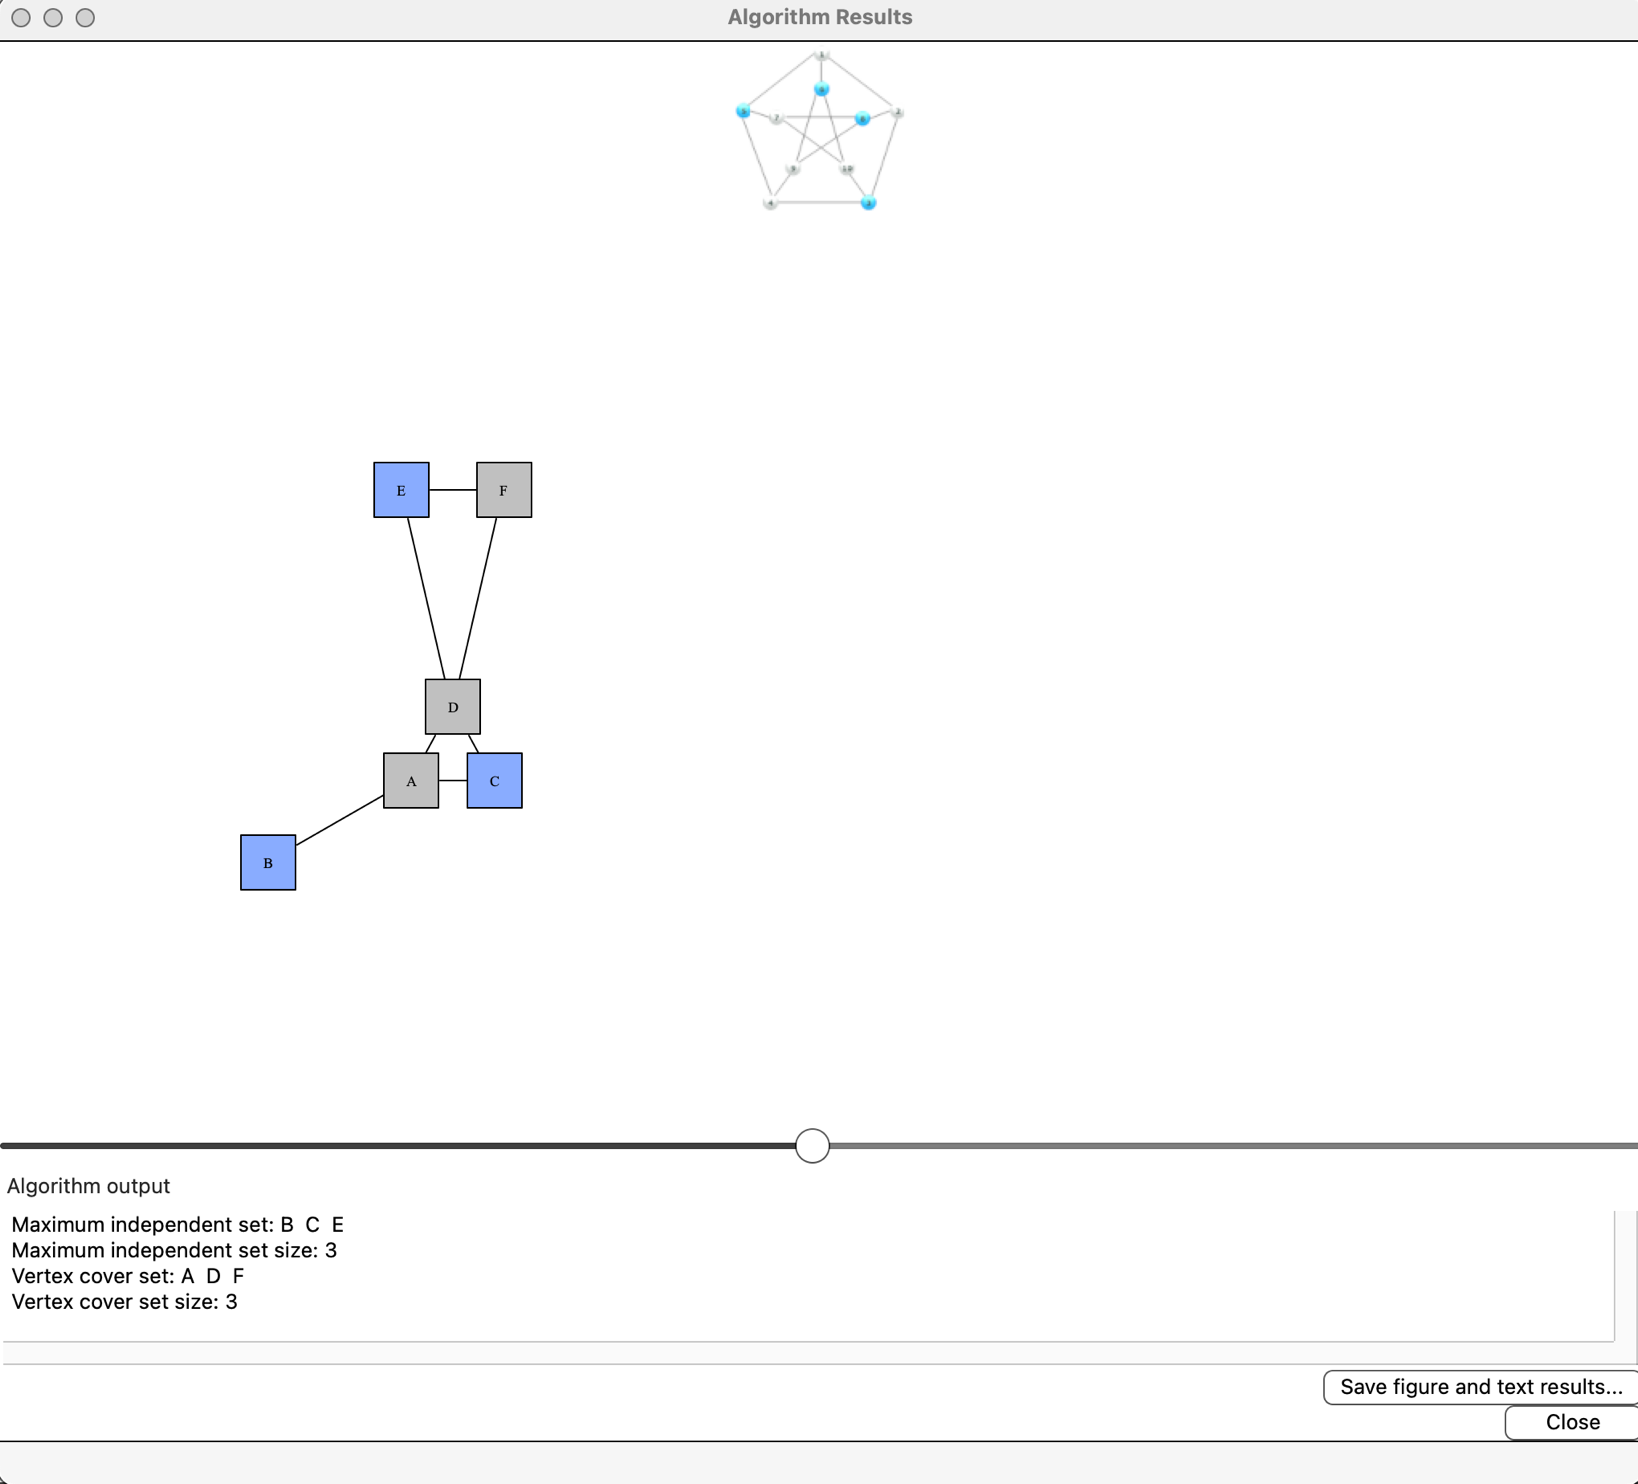 Algorithm Results
E
F
D
A
C
B
Algorithm output
Maximum independent set: B C E
Maximum independent set size: 3
Vertex cover set: A D F
Vertex cover set size: 3
Save figure and text results...
Close